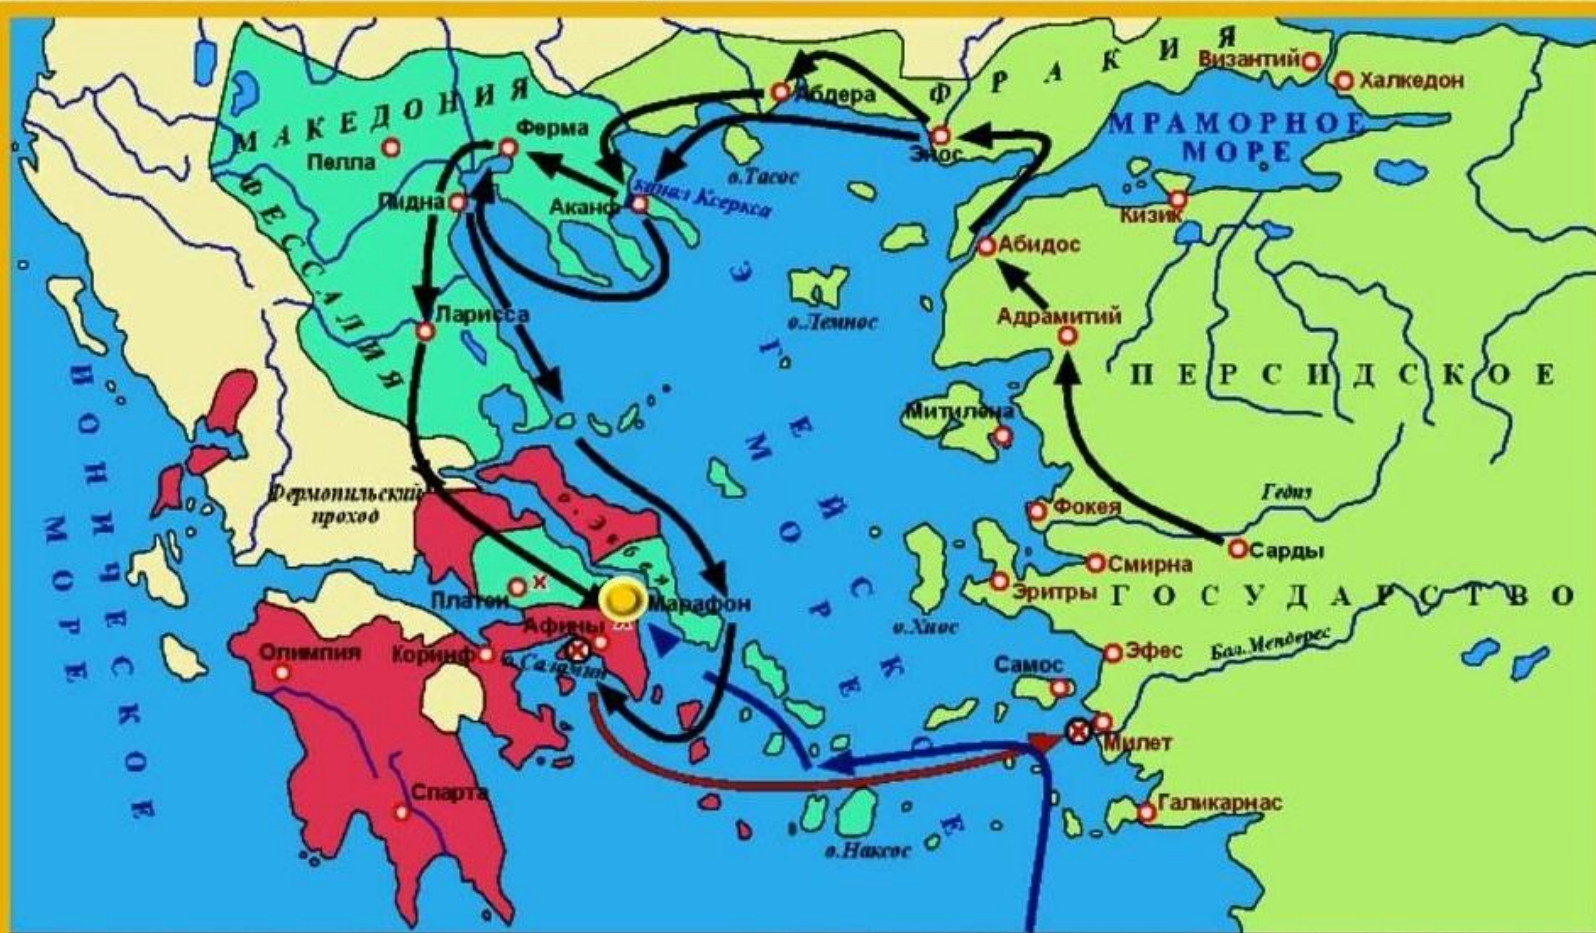 МАКЕДОНИЯ
ФРАКИЯ
Византий
Халкедон
Абдера
МРАМОРНОЕ
МОРЕ
Ферма
Пелла
Энос
о.Тасос
канал Ксеркса
Пидна
Аканф
Кизик
Абидос
ФЕССАЛИЯ
Ларисса
о.Лемнос
Адрамитий
ПЕРСИДСКОЕ
ГОСУДАРСТВО
ИОНИЧЕСКОЕ
МОРЕ
ЭГЕЙСКОЕ
МОРЕ
Митилена
Фермопильский
проход
о.Эвбея
Фокея
Гедиз
Сарды
Смирна
Эритры
Платеи
Марафон
Афины
о.Хиос
Олимпия
Коринф
о.Саламин
Самос
Эфес
Бол.Мендерес
Милет
Спарта
Галикарнас
о.Наксос